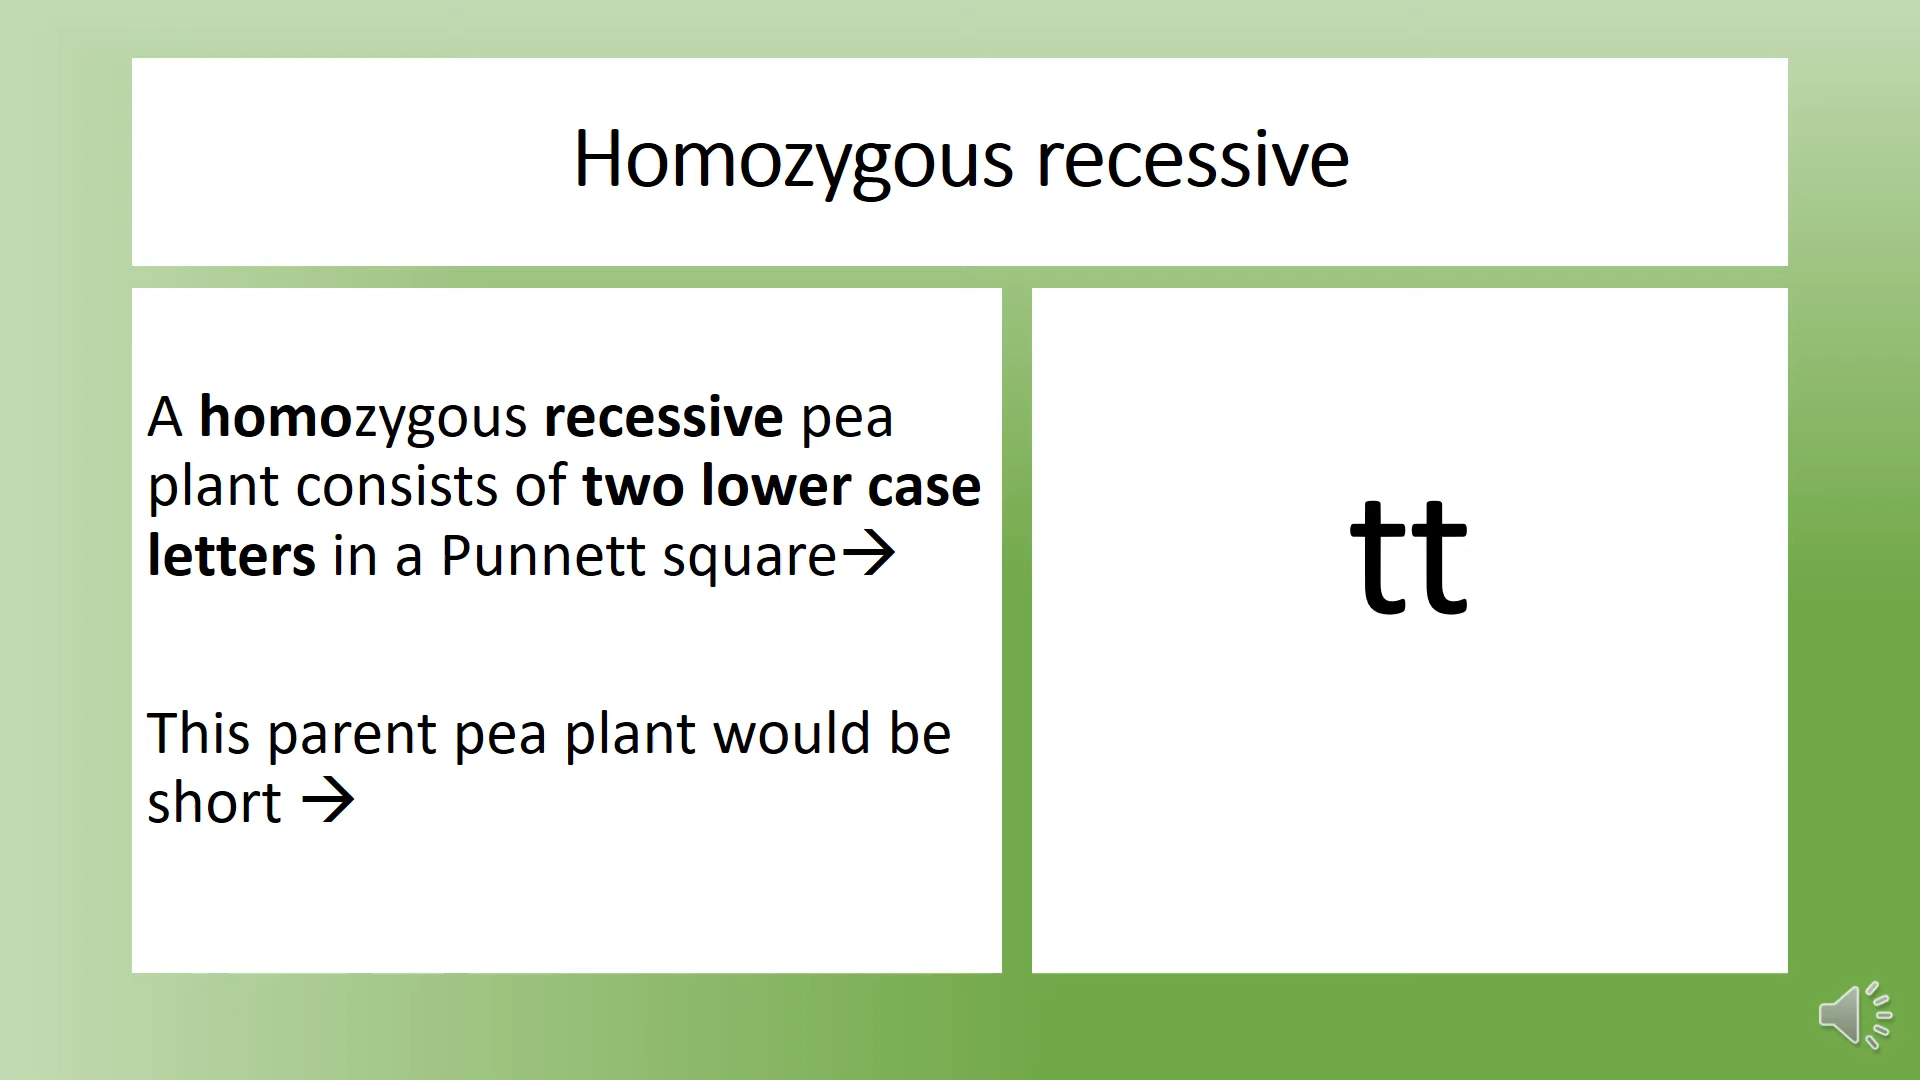 Homozygous recessive
A homozygous recessive pea
plant consists of two lower case
letters in a Punnett square→
This parent pea plant would be
short →
tt